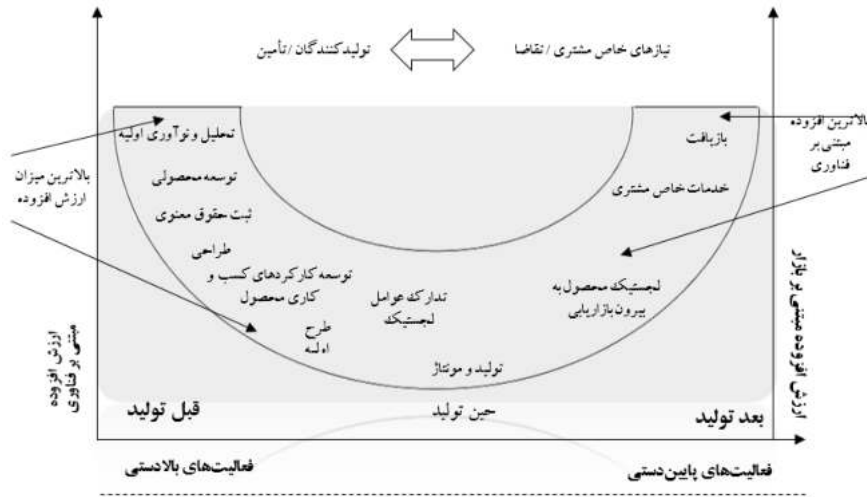 تولیدکنندگان /تأمین
نیازهای خاص مشتری / تقاضا
تحلیل و نوآوری اولیه
توسعه محصولی
ثبت حقوق معنوی
طراحی
توسعه کارکردهای کسب و
کاری محصول
طرح
اولیه
تدارک عوامل
لجستیک
تولید و مونتاژ
لجستیک محصول به
بیرون بازاریابی
خدمات خاص مشتری
بازیافت
بالاترین میزان
ارزش افزوده
بالاترین افزوده
مبتنی بر
فناوری
ارزش افزوده
مبتنی بر فناوری
ارزش افزوده مبتنی بر بازار
قبل تولید
حین تولید
بعد تولید
فعالیت‌های بالادستی
فعالیت‌های پایین‌دستی